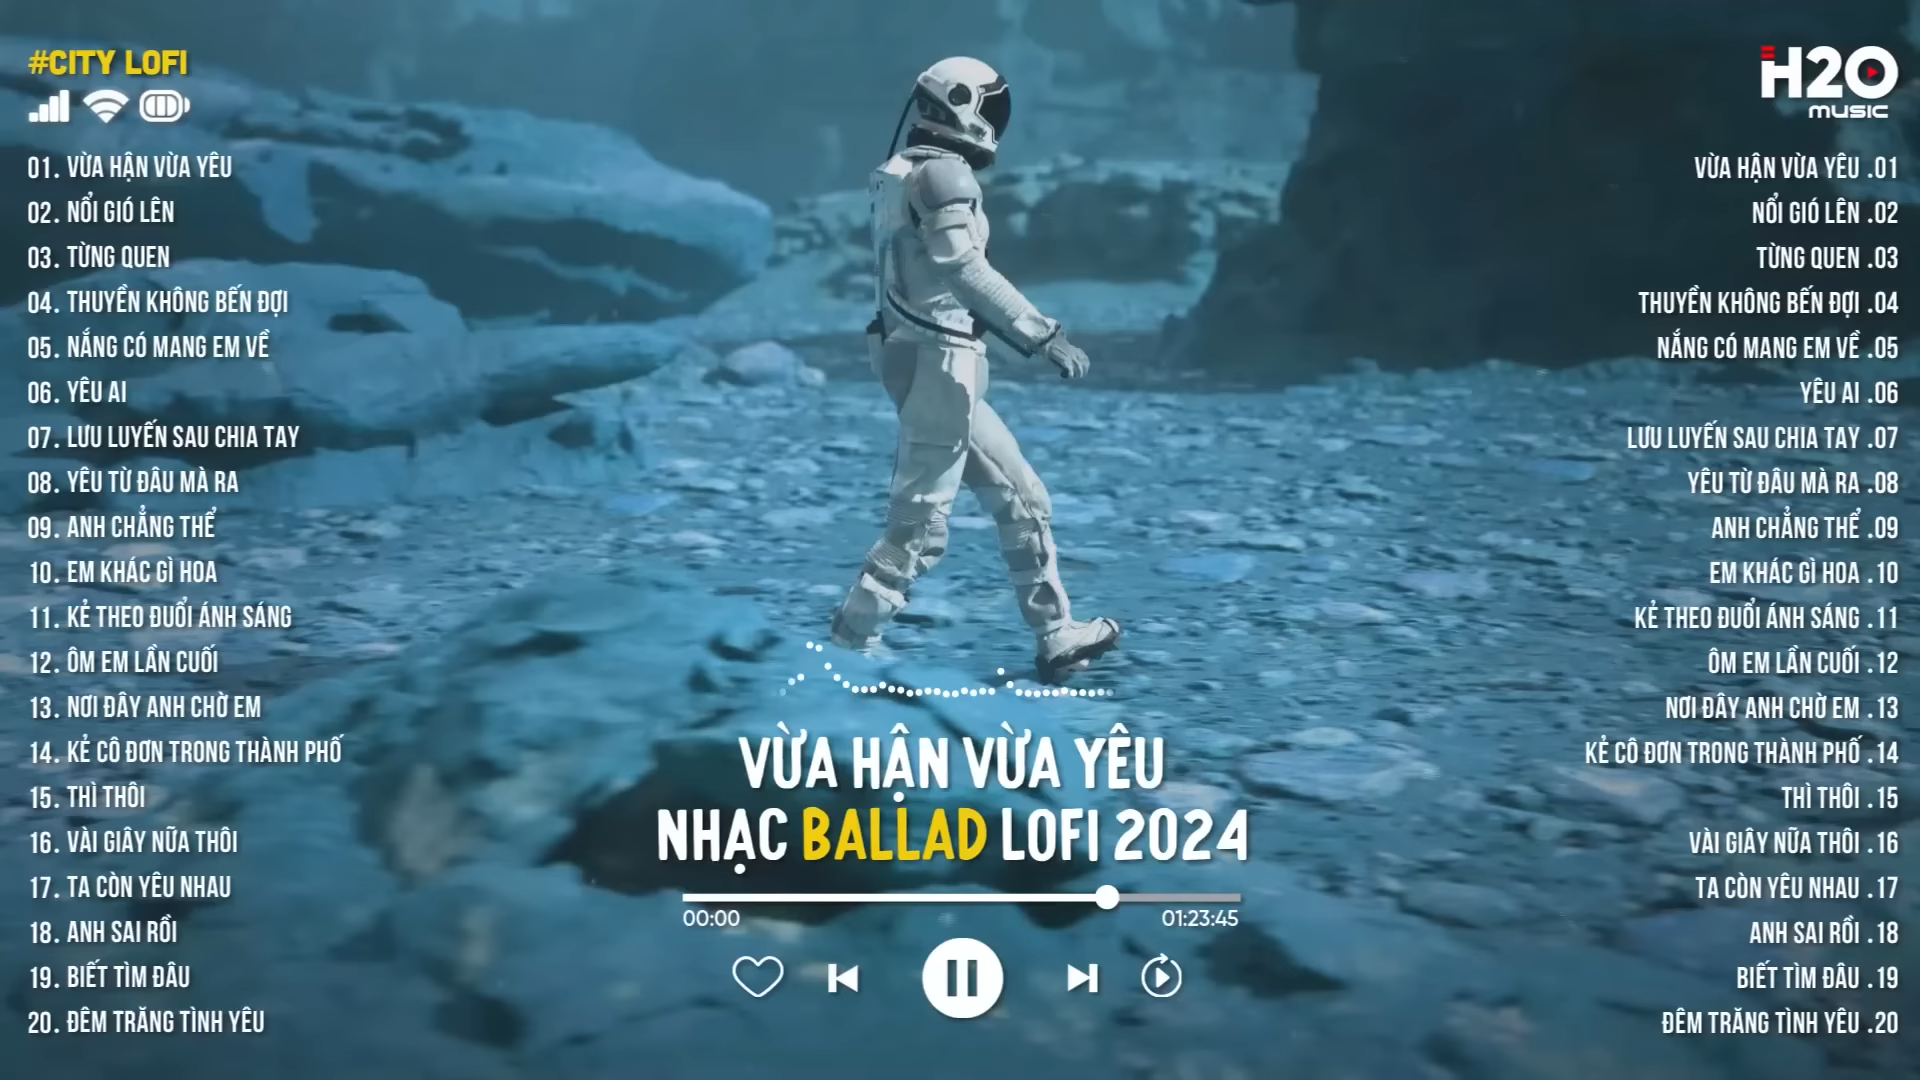 #CITY LOFI
01. VỪA HẬN VỪA YÊU
02. NỔI GIÓ LÊN
03. TỪNG QUEN
04. THUYỀN KHÔNG BẾN ĐỢI
05. NẮNG CÓ MANG EM VỀ
06. YÊU AI
07. LƯU LUYẾN SAU CHIA TAY
08. YÊU TỪ ĐÂU MÀ RA
09. ANH CHẲNG THỂ
10. EM KHÁC GÌ HOA
11. KẺ THEO ĐUỔI ÁNH SÁNG
12. ÔM EM LẦN CUỐI
13. NƠI ĐÂY ANH CHỜ EM
14. KẺ CÔ ĐƠN TRONG THÀNH PHỐ
15. THÌ THÔI
16. VÀI GIÂY NỮA THÔI
17. TA CÒN YÊU NHAU
18. ANH SAI RỒI
19. BIẾT TÌM ĐÂU
20. ĐÊM TRĂNG TÌNH YÊU
VỪA HẬN VỪA YÊU
NHẠC BALLAD LOFI 2024
00:00
01:23:45
H2O
MUSIC
VỪA HẬN VỪA YÊU .01
NỔI GIÓ LÊN .02
TỪNG QUEN .03
THUYỀN KHÔNG BẾN ĐỢI .04
NẮNG CÓ MANG EM VỀ .05
YÊU AI .06
LƯU LUYẾN SAU CHIA TAY .07
YÊU TỪ ĐÂU MÀ RA .08
ANH CHẲNG THỂ .09
EM KHÁC GÌ HOA .10
KẺ THEO ĐUỔI ÁNH SÁNG .11
ÔM EM LẦN CUỐI .12
NƠI ĐÂY ANH CHỜ EM .13
KẺ CÔ ĐƠN TRONG THÀNH PHỐ .14
THÌ THÔI .15
VÀI GIÂY NỮA THÔI .16
TA CÒN YÊU NHAU .17
ANH SAI RỒI .18
BIẾT TÌM ĐÂU .19
ĐÊM TRĂNG TÌNH YÊU .20